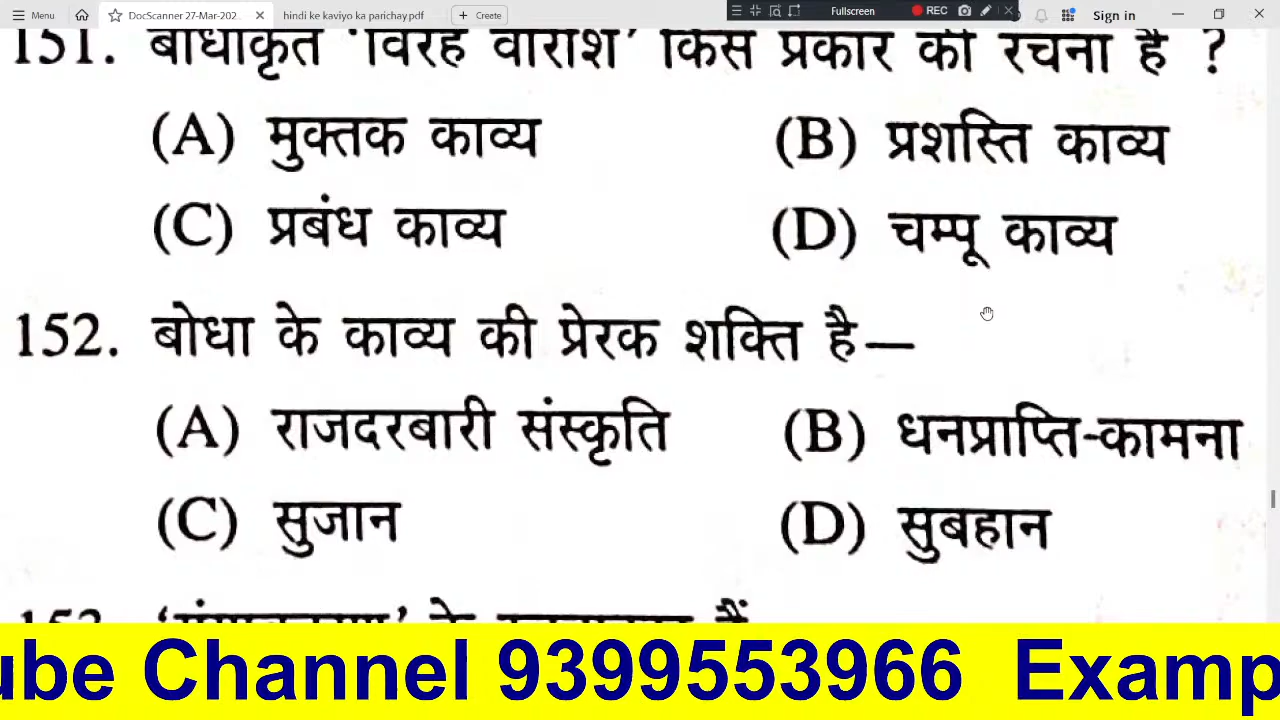 Menu
DocScanner 27-Mar-202
hindi ke kaviyo ka parichay.pdf
Create
Fullscreen
REC
Sign in
151. बोधाकृत 'विरह वारीश' किस प्रकार की रचना है ?
(A) मुक्तक काव्य
(B) प्रशस्ति काव्य
(C) प्रबंध काव्य
(D) चम्पू काव्य
152. बोधा के काव्य की प्रेरक शक्ति है—
(A) राजदरबारी संस्कृति
(B) धनप्राप्ति-कामना
(C) सुजान
(D) सुबहान
ube Channel 9399553966 Examp